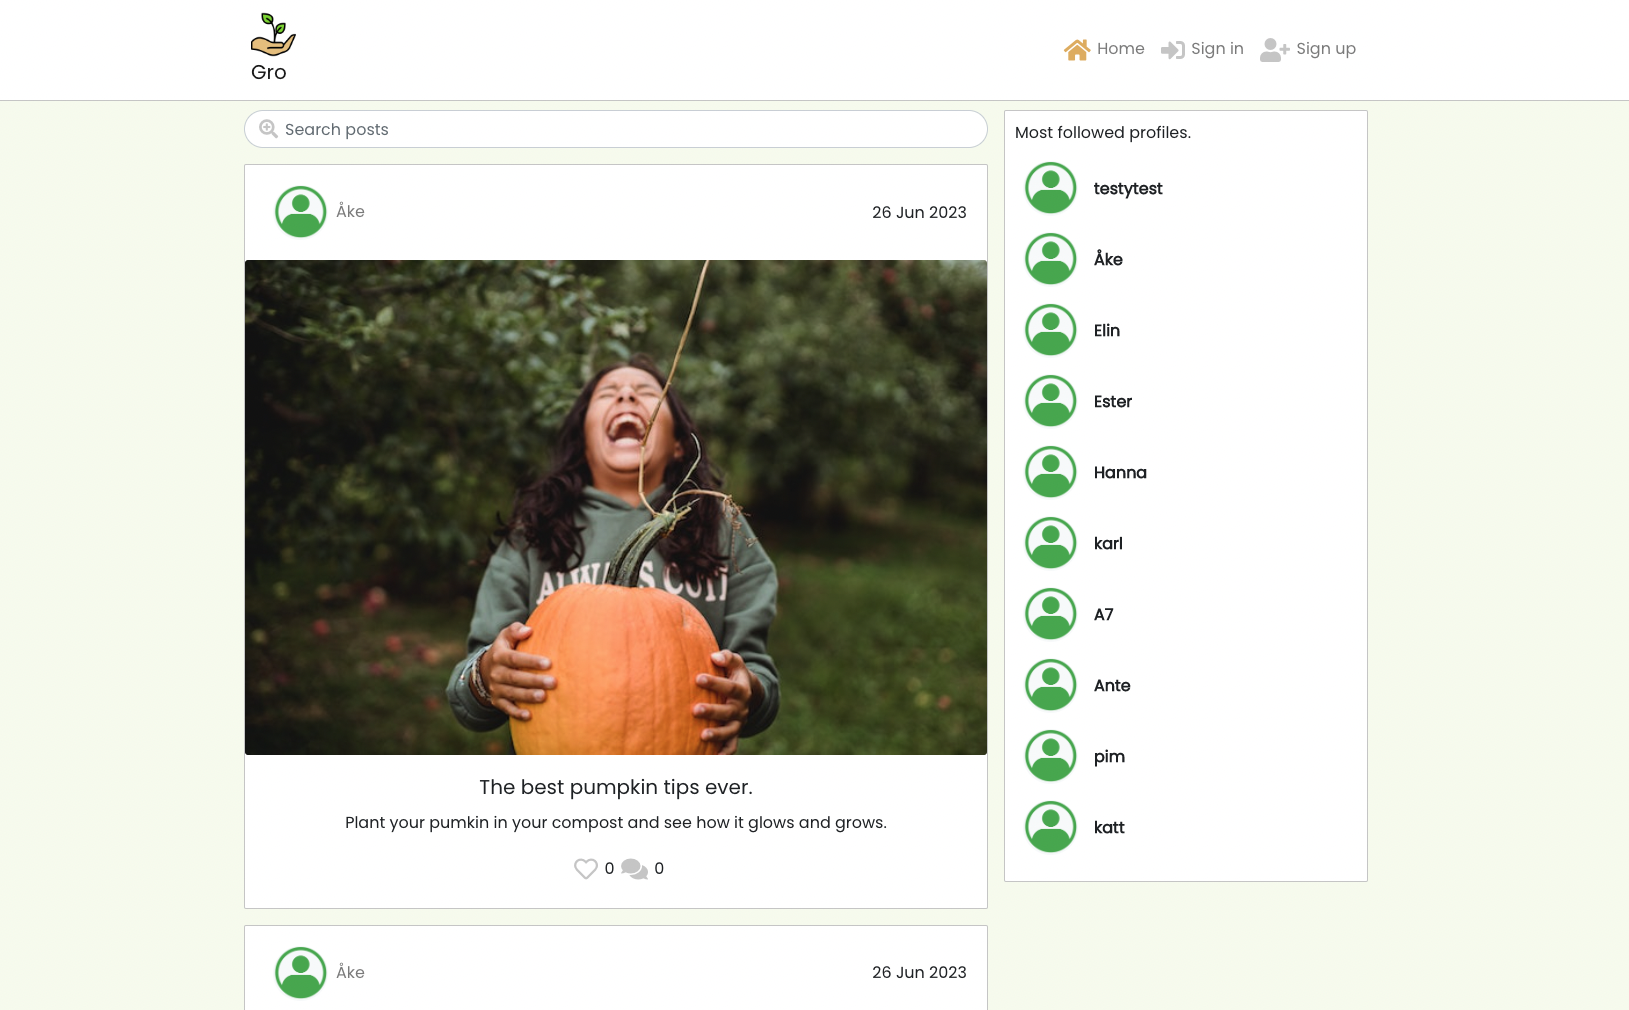 Gro
Home
Sign in
Sign up
Search posts
Åke
26 Jun 2023
ALWAYS
The best pumpkin tips ever.
Plant your pumkin in your compost and see how it glows and grows.
0
0
Åke
26 Jun 2023
Most followed profiles.
testytest
Åke
Elin
Ester
Hanna
karl
A7
Ante
pim
katt